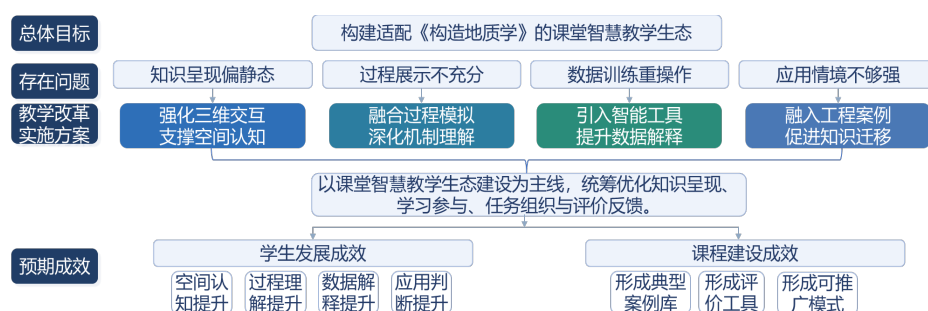 总体目标
构建适配《构造地质学》的课堂智慧教学生态
存在问题
知识呈现偏静态
过程展示不充分
数据训练重操作
应用情境不够强
教学改革
实施方案
强化三维交互
支撑空间认知
融合过程模拟
深化机制理解
引入智能工具
提升数据解释
融入工程案例
促进知识迁移
以课堂智慧教学生态建设为主线，统筹优化知识呈现、
学习参与、任务组织与评价反馈。
预期成效
学生发展成效
课程建设成效
空间认
知提升
过程理
解提升
数据解
释提升
应用判
断提升
形成典型
案例库
形成评
价工具
形成可推
广模式